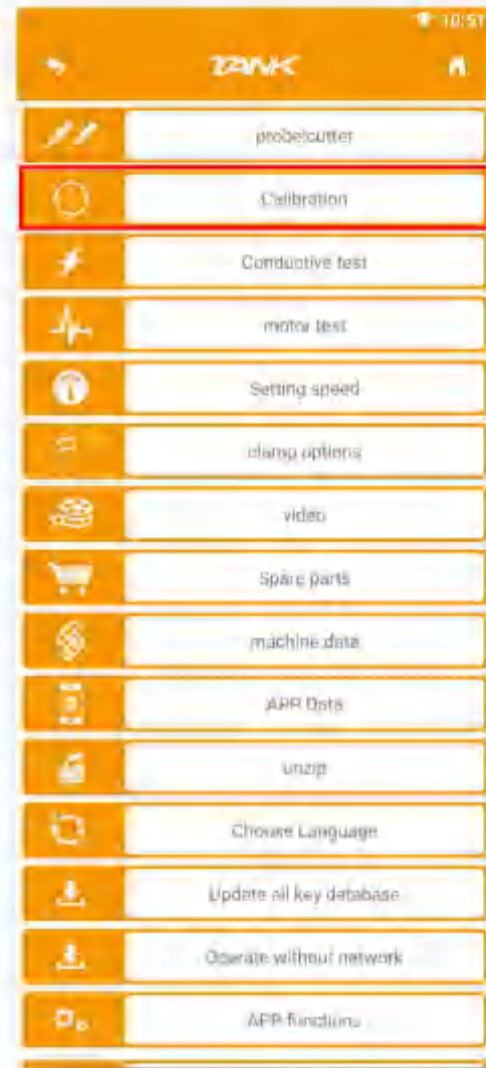 10:51
TANK
probe/cutter
Calibration
Conductive test
motor test
Setting speed
clamp options
video
Spare parts
machine data
APP Data
unzip
Choose Language
Update all key database
Operate without network
APP functions